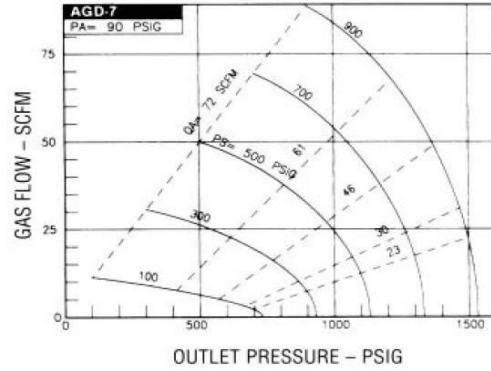 AGD-7
PA= 90 PSIG
75
50
25
0
0
500
1000
1500
GAS FLOW – SCFM
OUTLET PRESSURE – PSIG
QA= 72 SCFM
PS= 500 PSIG
900
700
300
100
61
46
30
23